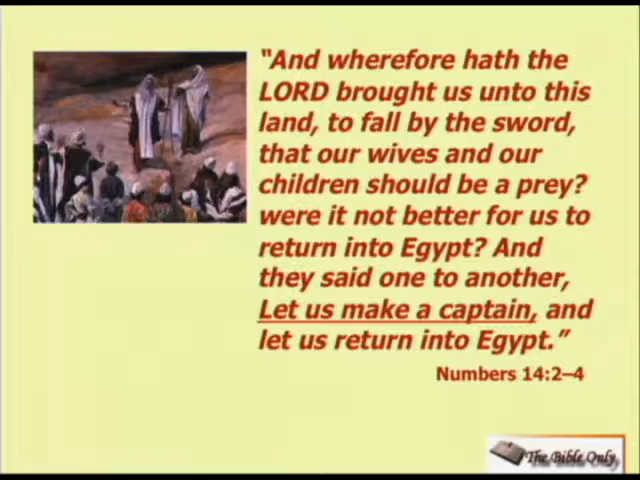 “And wherefore hath the
LORD brought us unto this
land, to fall by the sword,
that our wives and our
children should be a prey?
were it not better for us to
return into Egypt? And
they said one to another,
Let us make a captain, and
let us return into Egypt.”
Numbers 14:2–4
The Bible Only